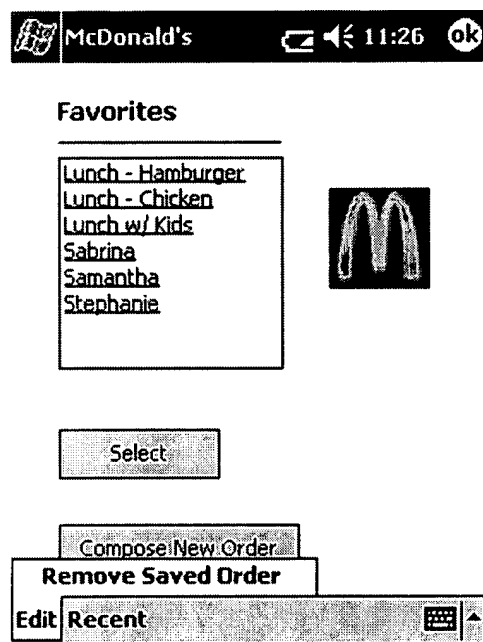 McDonald's 11:26 ok
Favorites
Lunch - Hamburger
Lunch - Chicken
Lunch w/ Kids
Sabrina
Samantha
Stephanie
Select
Compose New Order
Remove Saved Order
Edit Recent